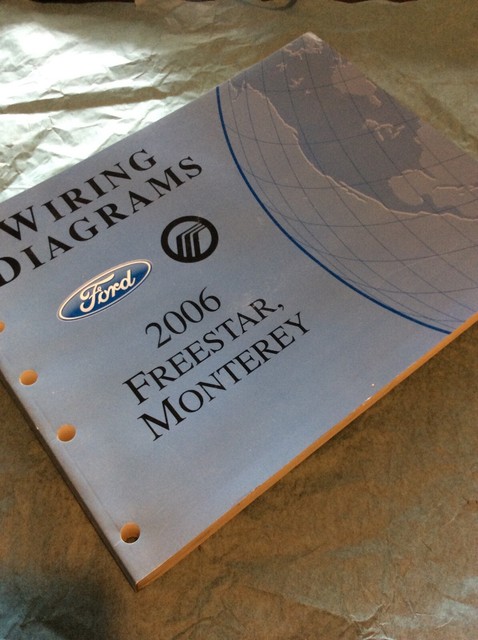 WIRING
DIAGRAMS
Ford
2006
FREESTAR,
MONTEREY